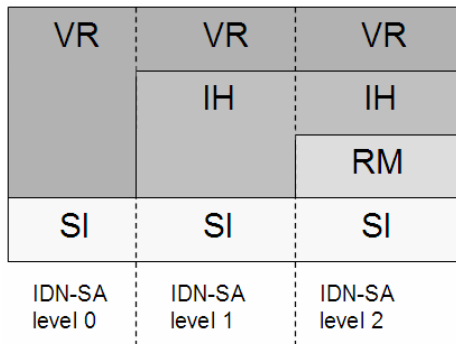 VR VR VR
IH IH
RM
SI SI SI
IDN-SA IDN-SA IDN-SA
level 0 level 1 level 2